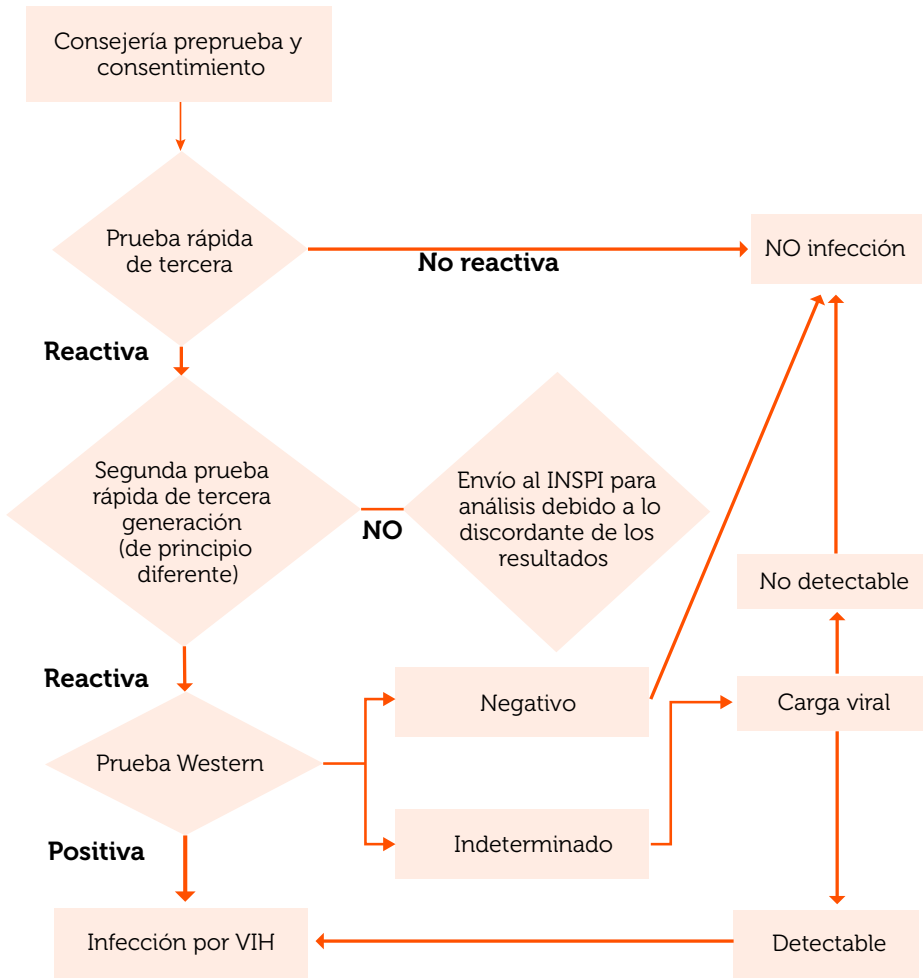 Consejería preprueba y
consentimiento
Prueba rápida
de tercera
No reactiva
NO infección
Reactiva
Segunda prueba
rápida de tercera
generación
(de principio
diferente)
NO
Envío al INSPI para
análisis debido a lo
discordante de los
resultados
No detectable
Reactiva
Negativo
Carga viral
Prueba Western
Indeterminado
Positiva
Infección por VIH
Detectable